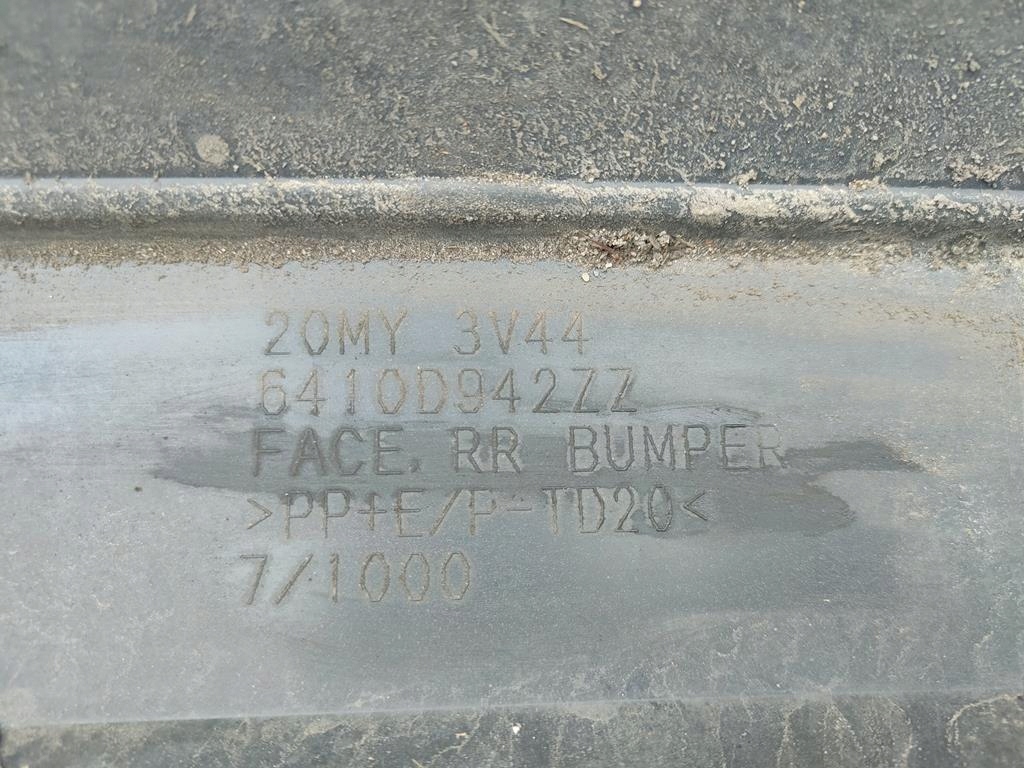 20MY 3V44
6410D942ZZ
FACE, RR BUMPER
>PP+E/P-TD20<
7/1000